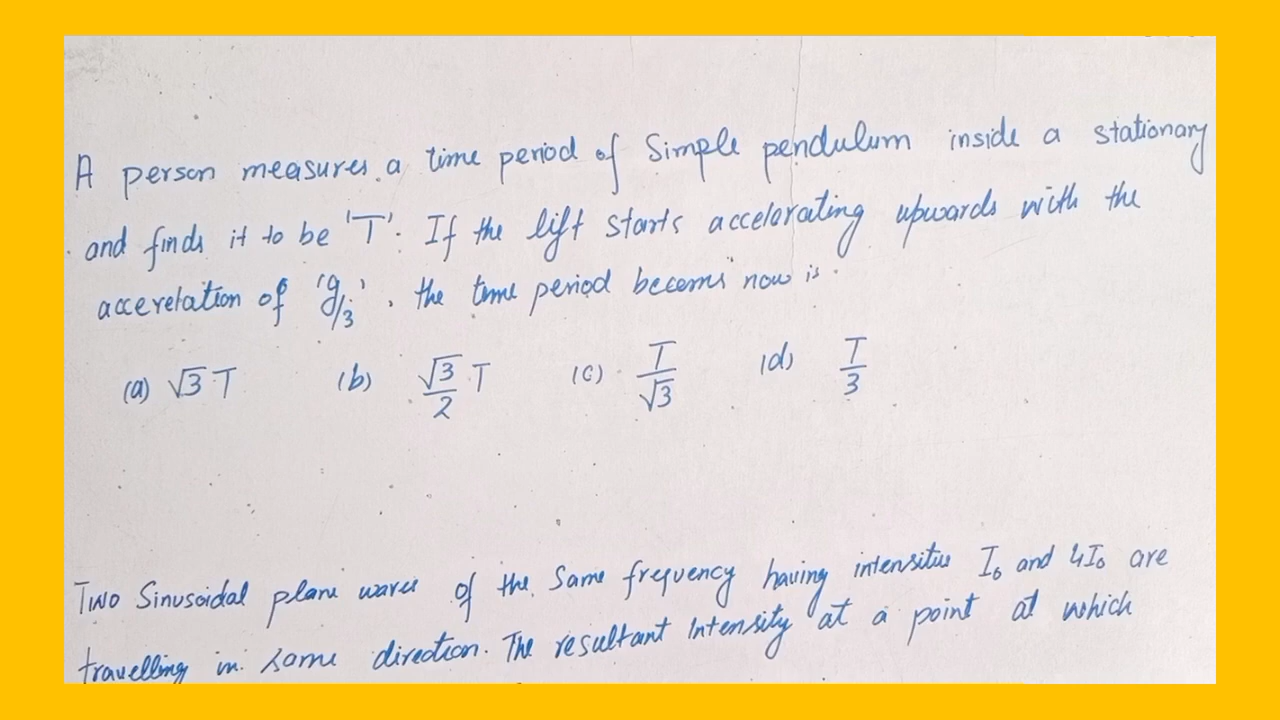 A person measures a time period of Simple pendulum inside a stationary
and finds it to be 'T'. If the lift starts accelerating upwards with the
acceretation of 'g/3', the time period becomes now is
(a) √3 T (b) √3/2 T (c) T/√3 (d) T/3
Two Sinusoidal plane waves of the same frequency having intensities I₀ and 4I₀ are
travelling in same direction. The resultant Intensity at a point at which